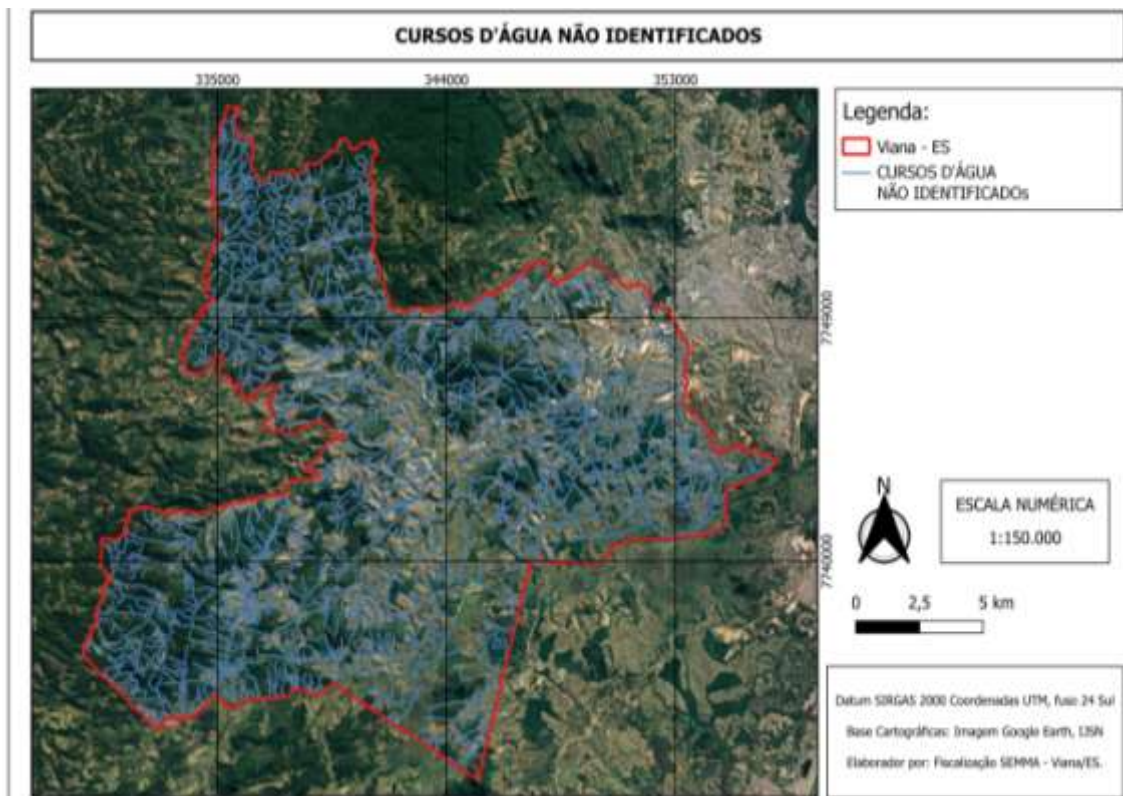 CURSOS D'ÁGUA NÃO IDENTIFICADOS
335000
344000
353000
7749000
7740000
Legenda:
Viana - ES
CURSOS D'ÁGUA
NÃO IDENTIFICADOs
N
ESCALA NUMÉRICA
1:150.000
0
2,5
5 km
Datum SIRGAS 2000 Coordenadas UTM, fuso 24 Sul
Base Cartográficas: Imagem Google Earth, IJSN
Elaborador por: Fiscalização SEMMA - Viana/ES.